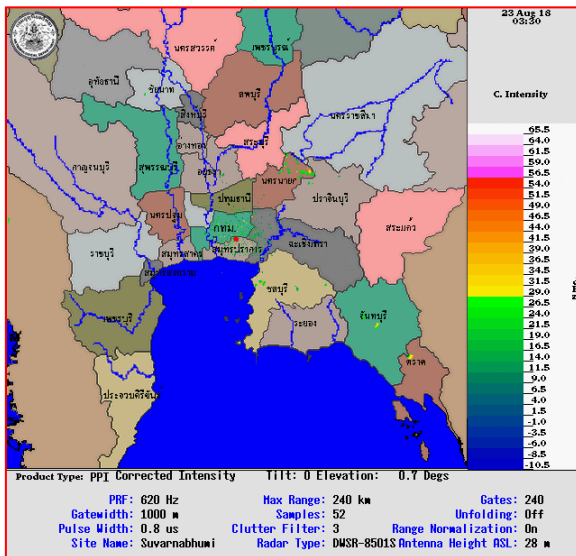 23 Aug 18
03:30
C. Intensity
นครสวรรค์
เพชรบูรณ์
อุทัยธานี
ชัยนาท
ลพบุรี
สิงหบุรี
นครราชสีมา
อ่างทอง
สระบุรี
กาญจนบุรี
สุพรรณบุรี
อยุธยา
นครนายก
ปราจีนบุรี
ปทุมธานี
นครปฐม
กทม.
สระแก้ว
ราชบุรี
สมุทรสาคร
สมุทรปราการ
ฉะเชิงเทรา
สมุทรสงคราม
ชลบุรี
เพชรบุรี
ระยอง
จันทบุรี
ตราด
ประจวบคีรีขันธ์
65.5
64.0
61.5
59.0
56.5
54.0
51.5
49.0
46.5
44.0
41.5
39.0
36.5
34.0
31.5
29.0
26.5
24.0
21.5
19.0
16.5
14.0
11.5
9.0
6.5
4.0
1.5
-1.0
-3.5
-6.0
-8.5
-10.5
Product Type: PPI Corrected Intensity Tilt: 0 Elevation: 0.7 Degs
PRF: 620 Hz Max Range: 240 km Gates: 240
Gatewidth: 1000 m Samples: 52 Unfolding: Off
Pulse Width: 0.8 us Clutter Filter: 3 Range Normalization: On
Site Name: Suvarnabhumi Radar Type: DWSR-8501S Antenna Height ASL: 28 m